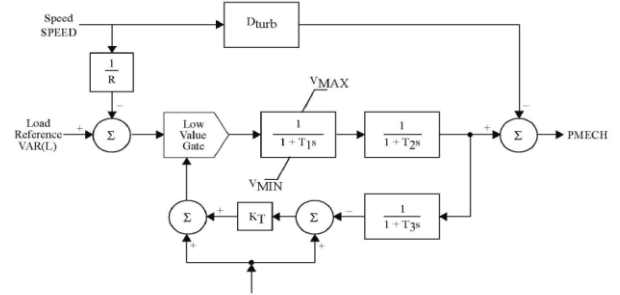 Speed
SPEED
Dturb
1
R
−
VMAX
−
Load
Reference
VAR(L)
+
Σ
Low
Value
Gate
1
1 + T1s
1
1 + T2s
+
Σ
PMECH
VMIN
Σ
+
KT
Σ
−
1
1 + T3s
+
+